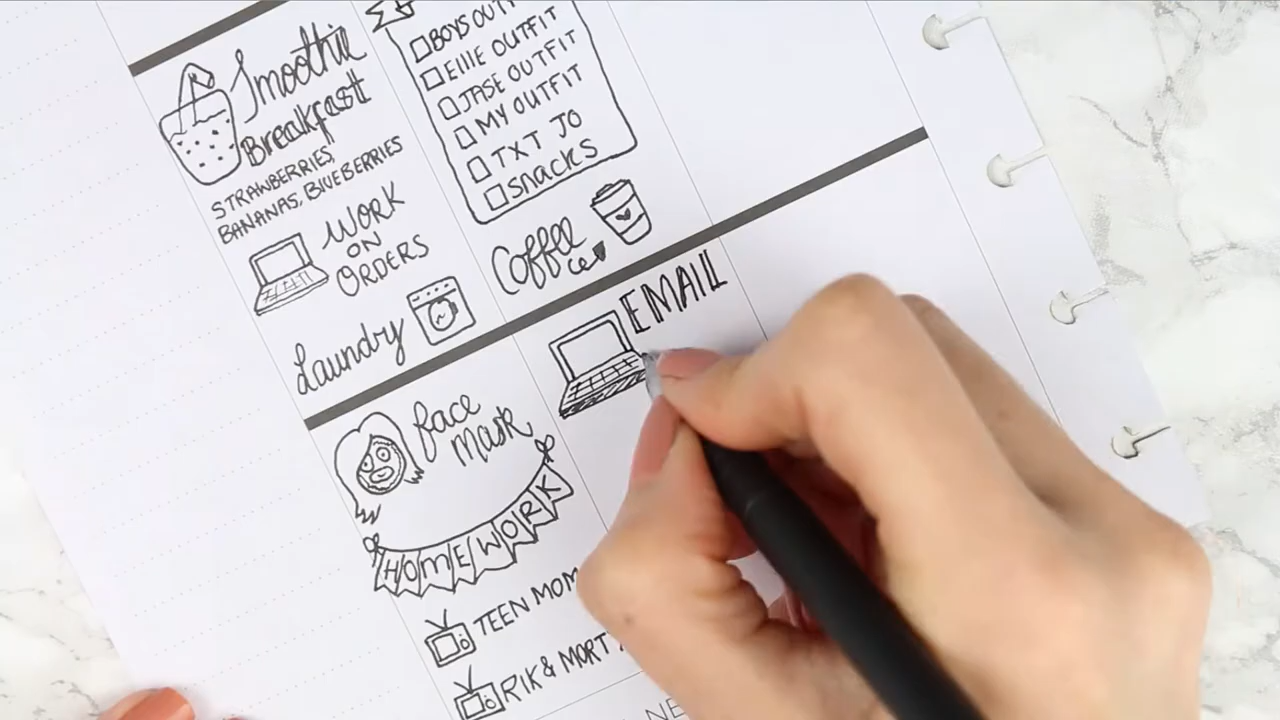 Smoothie
Breakfast
STRAWBERRIES,
BANANAS, BLUEBERRIES
WORK
ON
ORDERS
Laundry
BOYS OUTFIT
EllIE OUTFIT
JASE OUTFIT
MY OUTFIT
TXT JO
snacks
Coffee
face
mask
HOMEWORK
TEEN MOM
RIK & MORT
EMAIL
NE